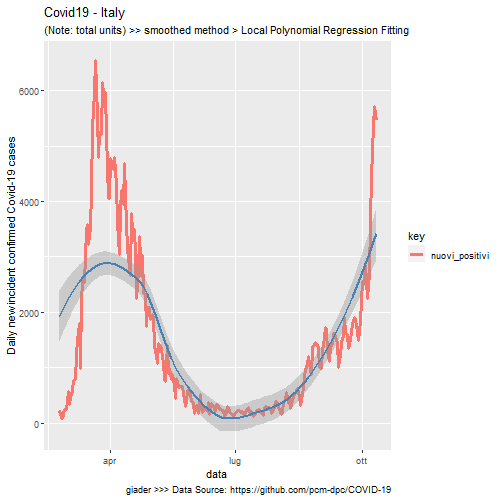 Covid19 - Italy
(Note: total units) >> smoothed method > Local Polynomial Regression Fitting
Daily new incident confirmed Covid-19 cases
6000
4000
2000
0
apr
lug
ott
data
key
nuovi_positivi
giader >>> Data Source: https://github.com/pcm-dpc/COVID-19